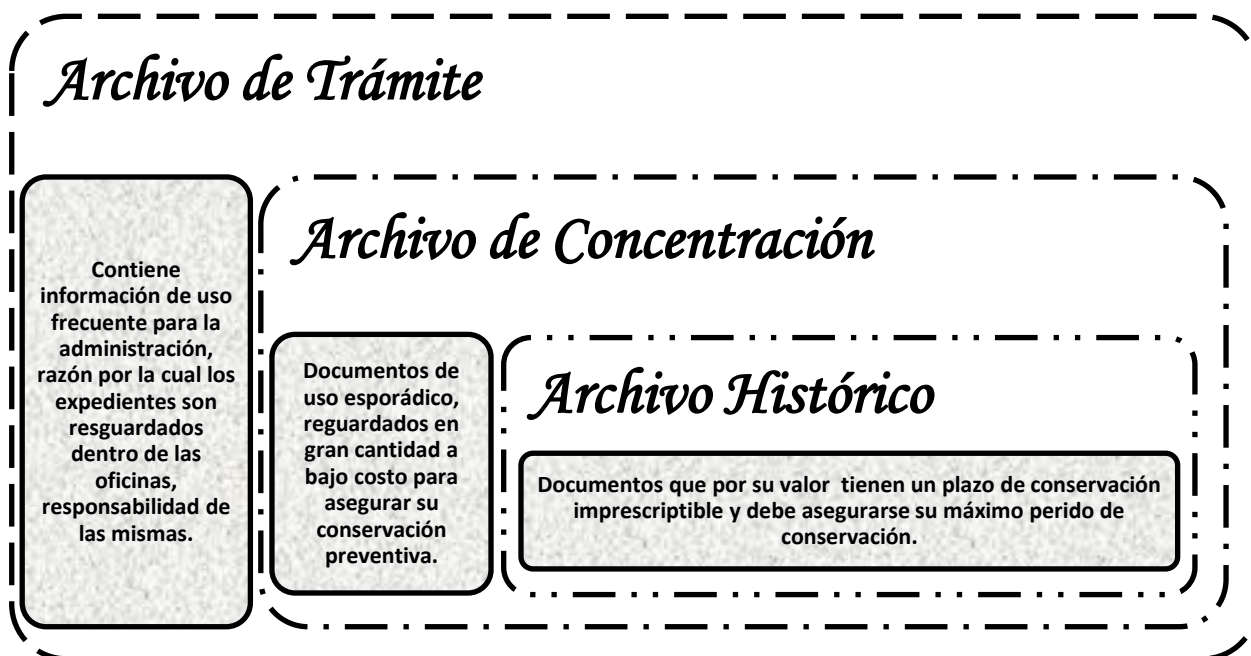 Archivo de Trámite
Contiene
información de uso
frecuente para la
administración,
razón por la cual los
expedientes son
resguardados
dentro de las
oficinas,
responsabilidad de
las mismas.
Archivo de Concentración
Documentos de
uso esporádico,
reguardados en
gran cantidad a
bajo costo para
asegurar su
conservación
preventiva.
Archivo Histórico
Documentos que por su valor tienen un plazo de conservación
imprescriptible y debe asegurarse su máximo perido de
conservación.